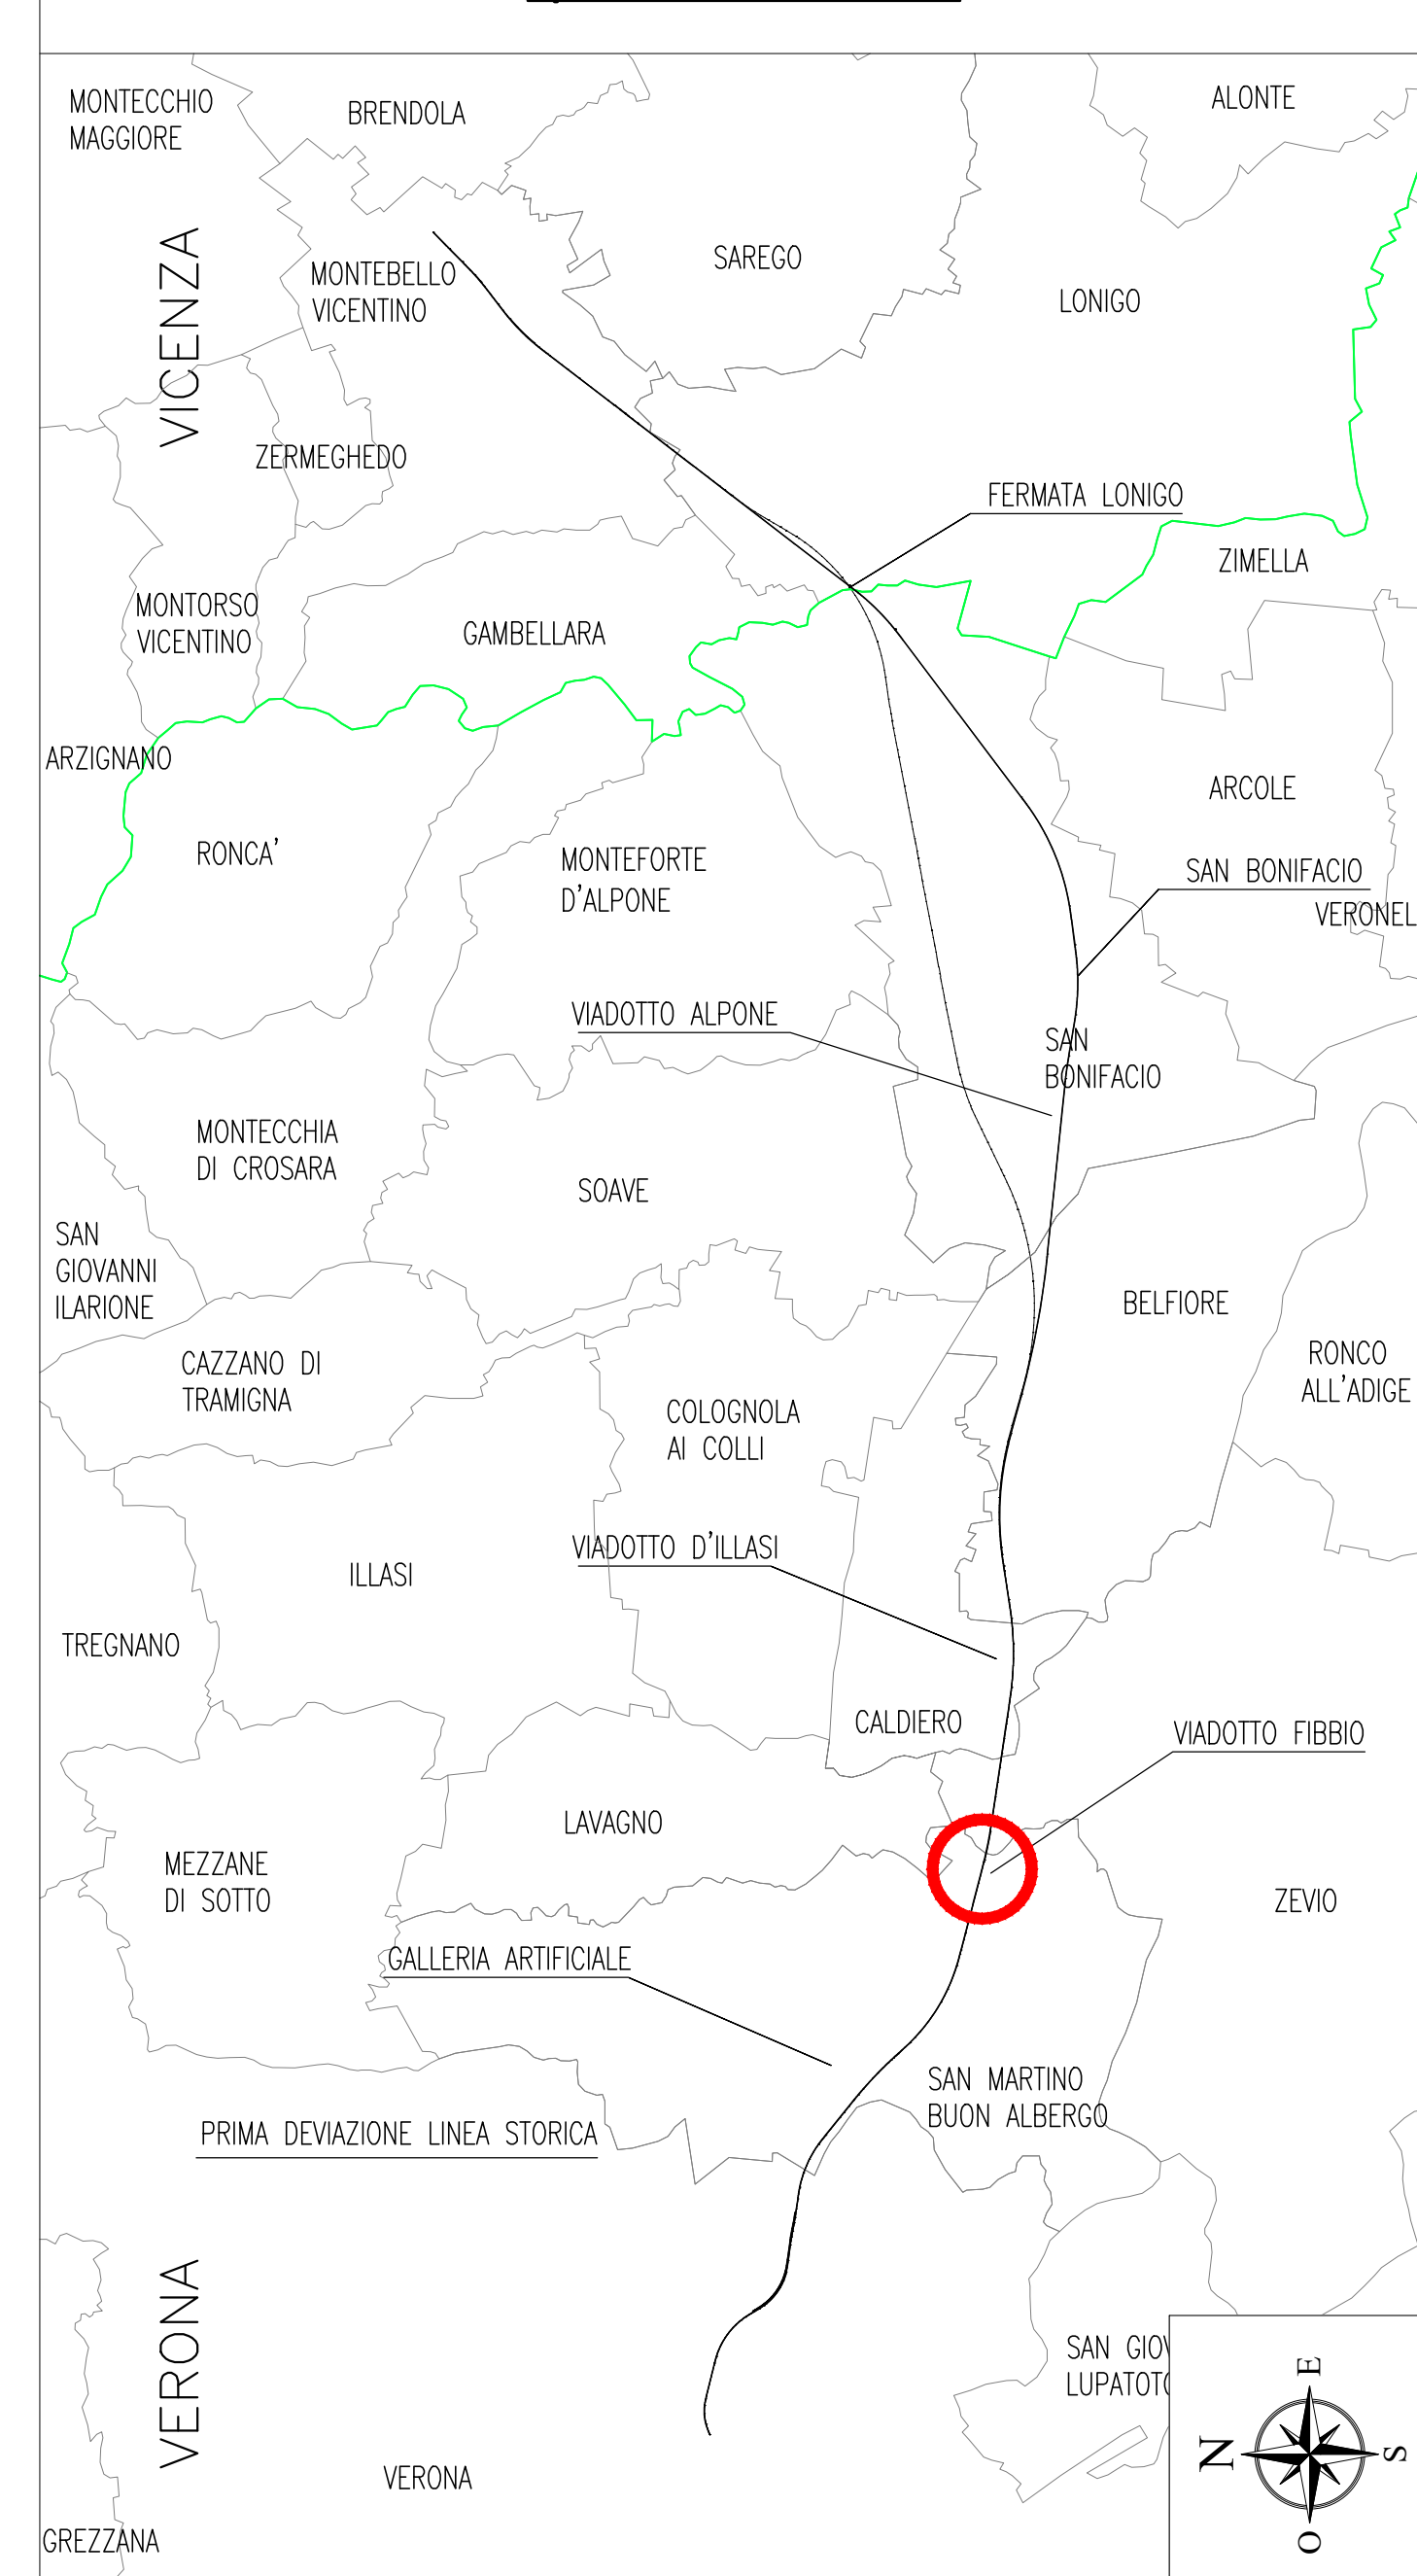 MONTECCHIO
MAGGIORE
BRENDOLA
ALONTE
VICENZA
MONTEBELLO
VICENTINO
SAREGO
LONIGO
ZERMEGHEDO
FERMATA LONIGO
ZIMELLA
MONTORSO
VICENTINO
GAMBELLARA
ARZIGNANO
ARCOLE
RONCA'
MONTEFORTE
D'ALPONE
SAN BONIFACIO
VERONEL
VIADOTTO ALPONE
SAN
BONIFACIO
MONTECCHIA
DI CROSARA
SOAVE
SAN
GIOVANNI
ILARIONE
BELFIORE
CAZZANO DI
TRAMIGNA
RONCO
ALL'ADIGE
COLOGNOLA
AI COLLI
VIADOTTO D'ILLASI
ILLASI
TREGNANO
CALDIERO
VIADOTTO FIBBIO
LAVAGNO
MEZZANE
DI SOTTO
ZEVIO
GALLERIA ARTIFICIALE
SAN MARTINO
BUON ALBERGO
PRIMA DEVIAZIONE LINEA STORICA
VERONA
SAN GIOV
LUPATOTO
E
N
S
O
VERONA
GREZZANA